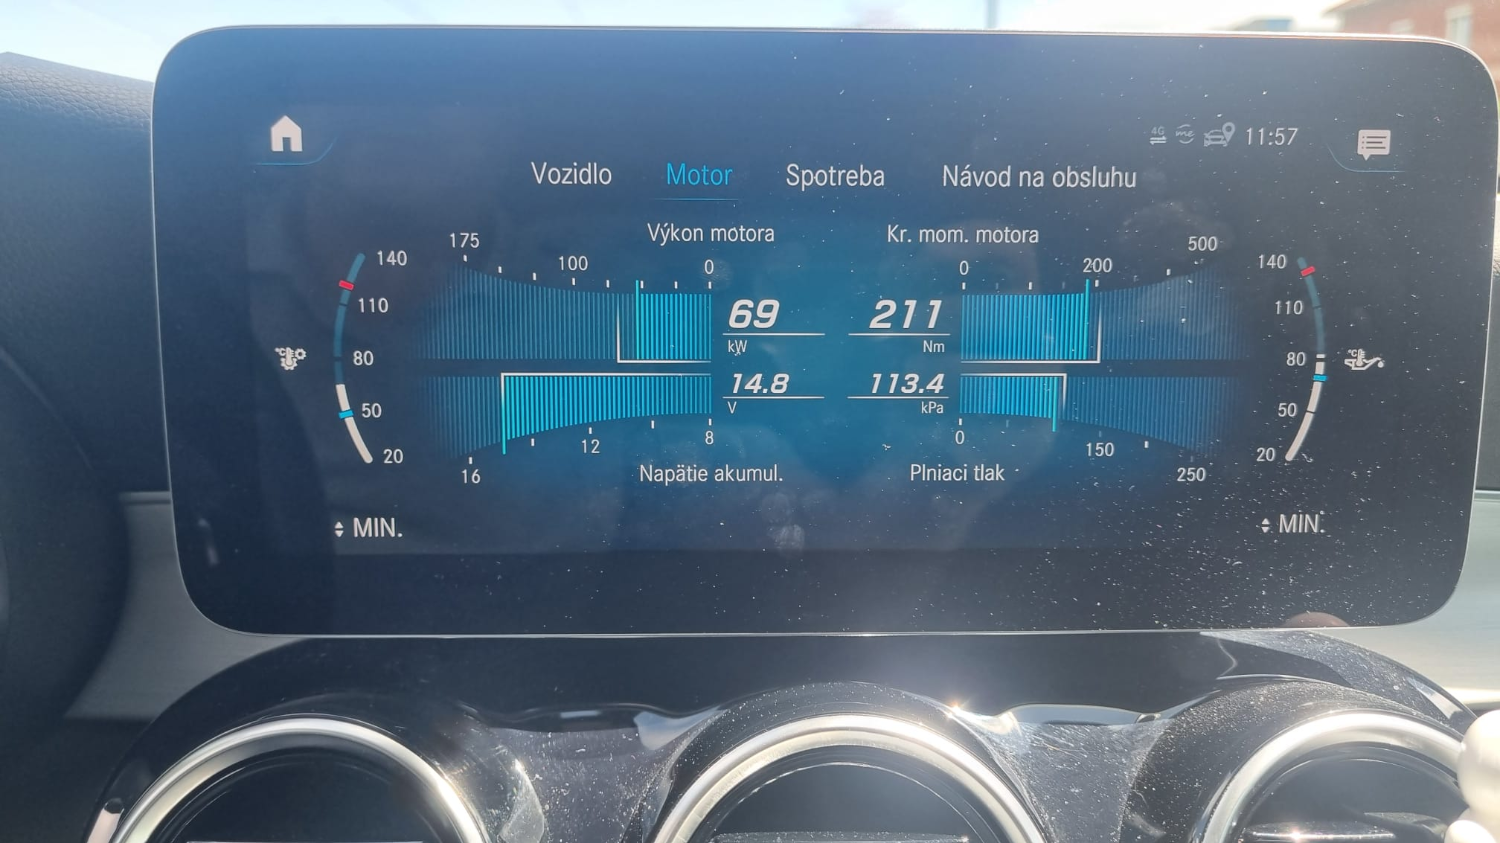 4G me 11:57
Vozidlo Motor Spotreba Návod na obsluhu
Výkon motora Kr. mom. motora
175 100 0 0 200 500
140 140
110 110
80 80
50 50
20 20
69 211
kW Nm
14.8 113.4
V kPa
16 12 8 0 150 250
Napätie akumul. Plniaci tlak
°C °C
MIN. MIN.